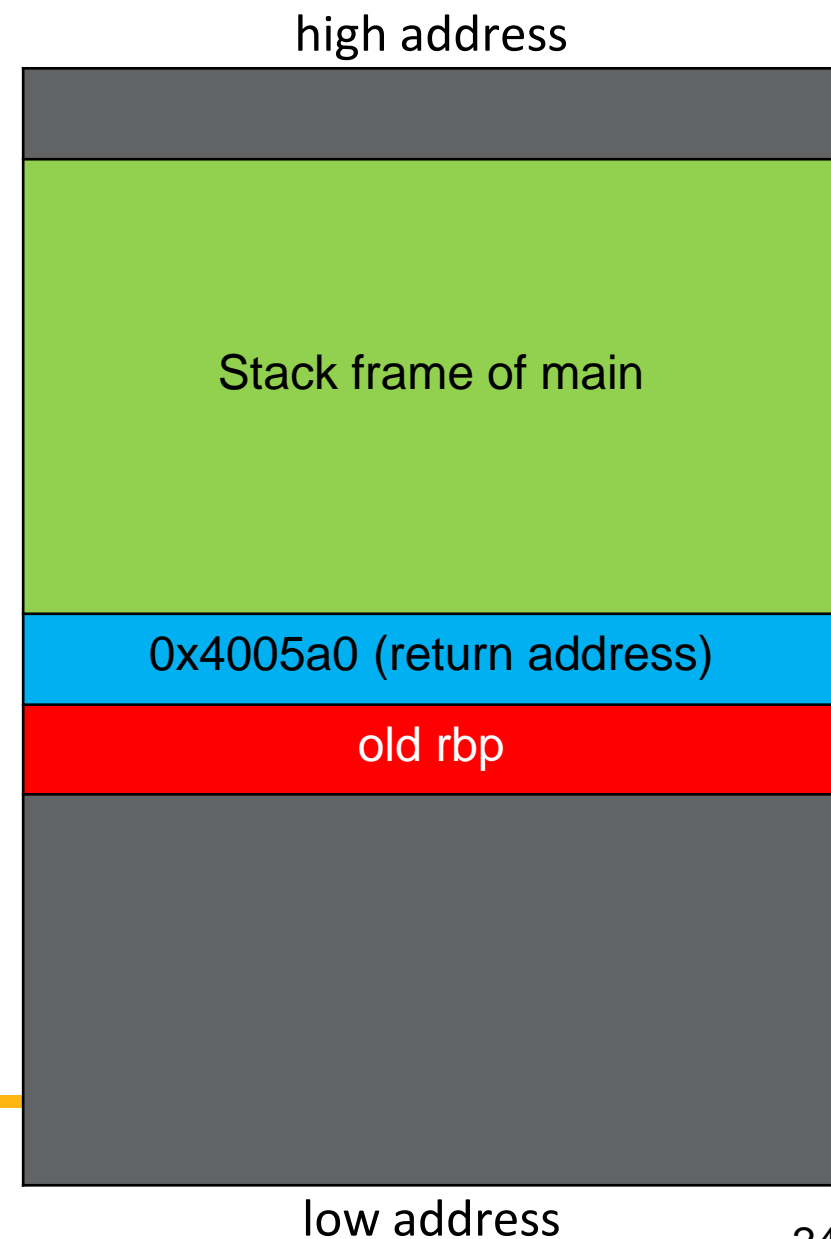 high address
Stack frame of main
0x4005a0 (return address)
old rbp
low address